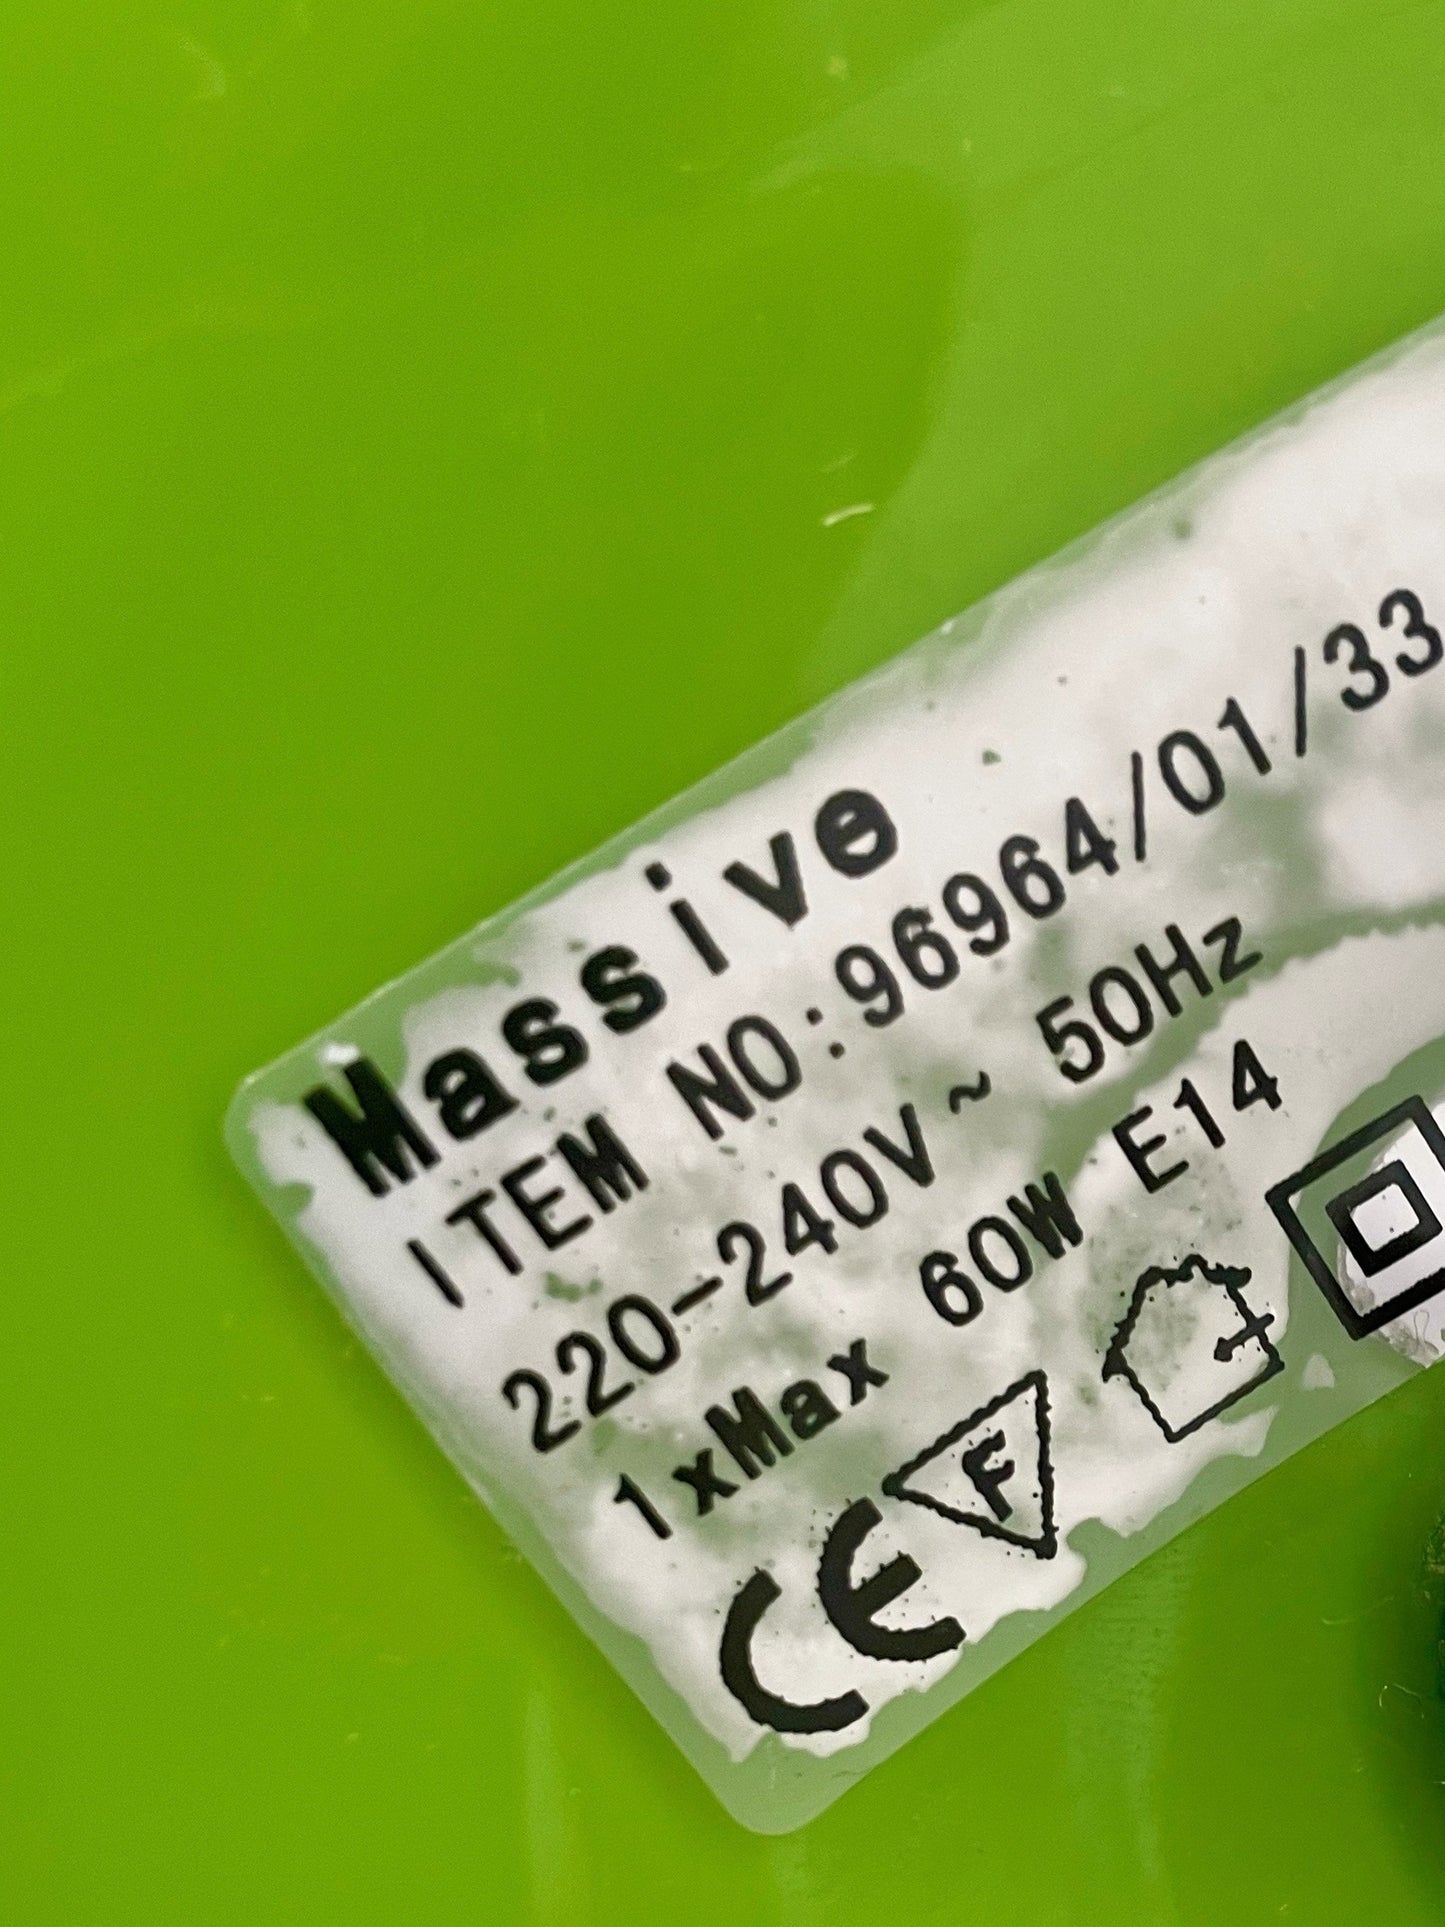 Massive
ITEM NO:96964/01/33
220-240V ~ 50Hz
1xMax 60W E14
CE F